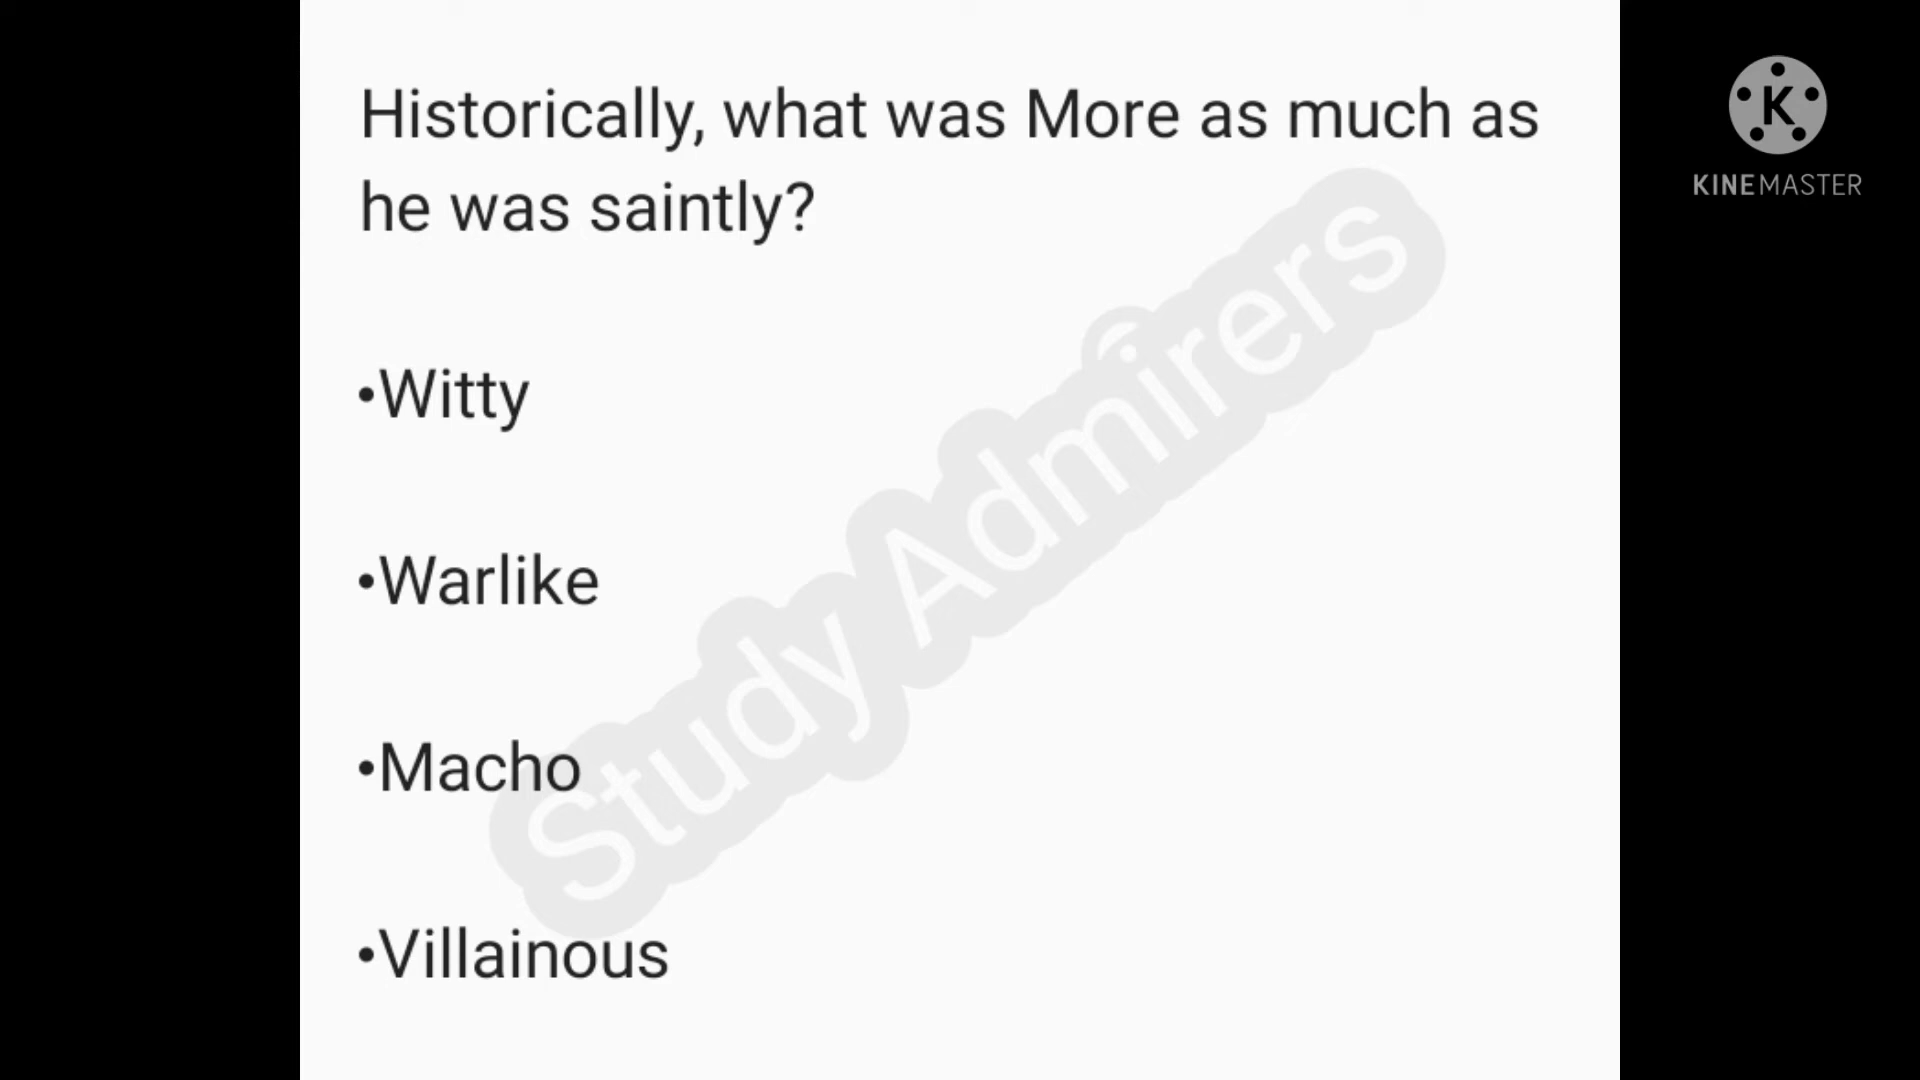 Historically, what was More as much as
he was saintly?
•Witty
•Warlike
•Macho
•Villainous
Study Admirers
K
KINEMASTER